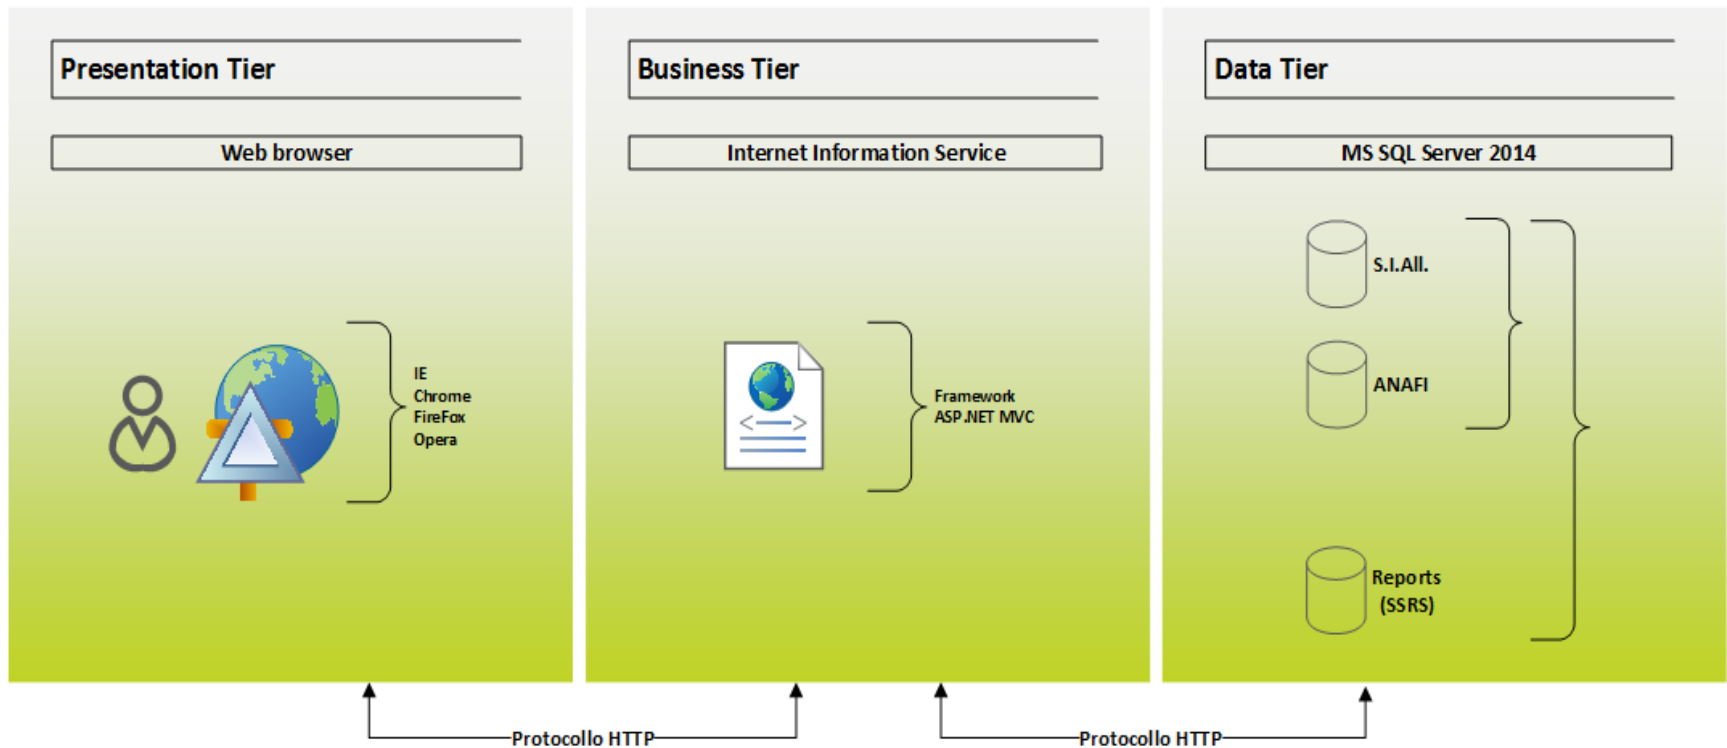 Presentation Tier
Web browser
IE
Chrome
FireFox
Opera
Business Tier
Internet Information Service
Framework
ASP.NET MVC
Data Tier
MS SQL Server 2014
S.I.All.
ANAFI
Reports
(SSRS)
Protocollo HTTP
Protocollo HTTP